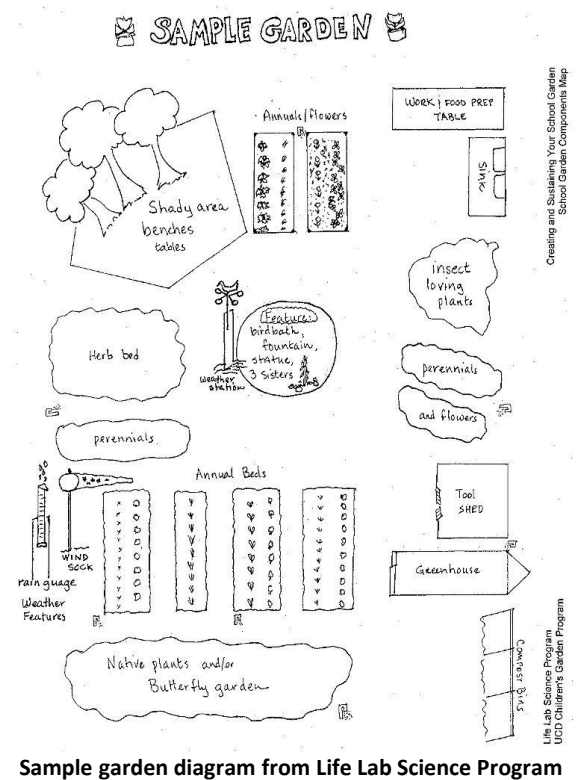 SAMPLE GARDEN
Annuals/flowers
WORK & FOOD PREP
TABLE
Sink
Creating and Sustaining Your School Garden
School Garden Components Map
Shady area
benches
tables
insect
loving
plants
Herb bed
weather
station
Feature:
birdbath,
fountain,
statue,
3 sisters
perennials
and flowers
perennials
Annual Beds
WIND
SOCK
rain guage
Weather
Features
Tool
SHED
Greenhouse
Compost Bins
Native plants and/or
Butterfly garden
Life Lab Science Program
UCD Children's Garden Program
Sample garden diagram from Life Lab Science Program